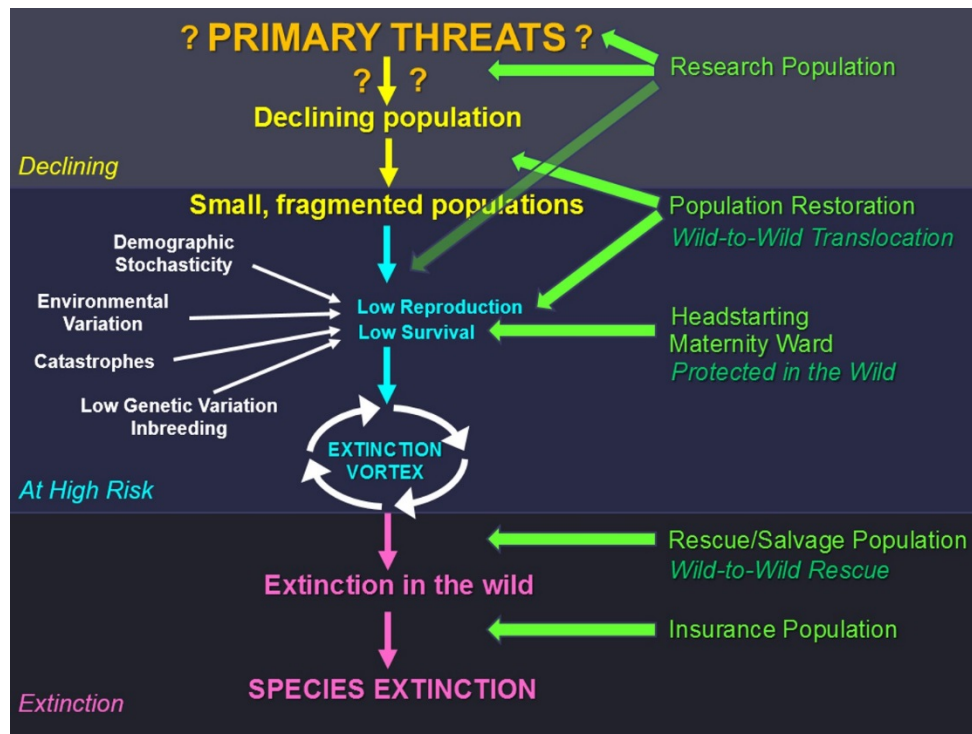 ? PRIMARY THREATS ?
? ?
Research Population
Declining population
Declining
Small, fragmented populations
Population Restoration
Wild-to-Wild Translocation
Demographic
Stochasticity
Environmental
Variation
Catastrophes
Low Genetic Variation
Inbreeding
Low Reproduction
Low Survival
Headstarting
Maternity Ward
Protected in the Wild
EXTINCTION
VORTEX
At High Risk
Rescue/Salvage Population
Wild-to-Wild Rescue
Extinction in the wild
Insurance Population
SPECIES EXTINCTION
Extinction